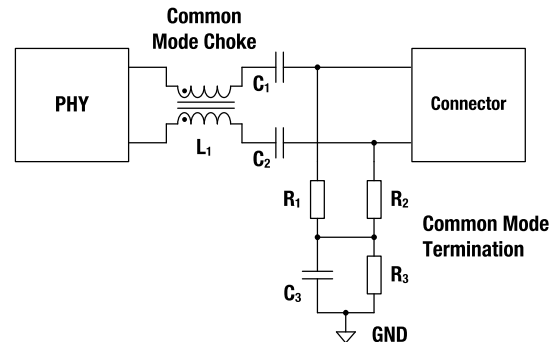 Common
Mode Choke
PHY
C1
Connector
L1
C2
R1
R2
Common Mode
Termination
C3
R3
GND